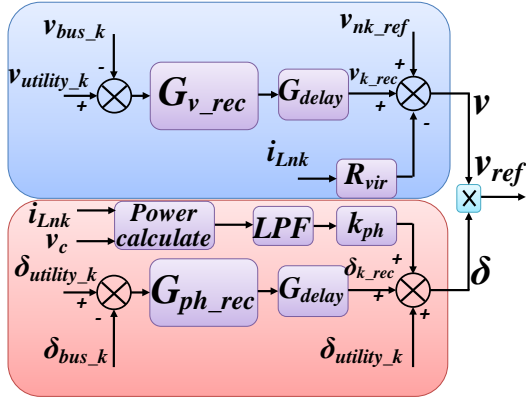 v_bus_k
v_nk_ref
-
+
v_utility_k
+
G_v_rec
G_delay
v_k_rec
+
-
v
i_Lnk
R_vir
v_ref
X
i_Lnk
v_c
Power
calculate
LPF
k_ph
+
δ_utility_k
+
-
G_ph_rec
G_delay
δ_k_rec
+
+
δ
δ_bus_k
δ_utility_k